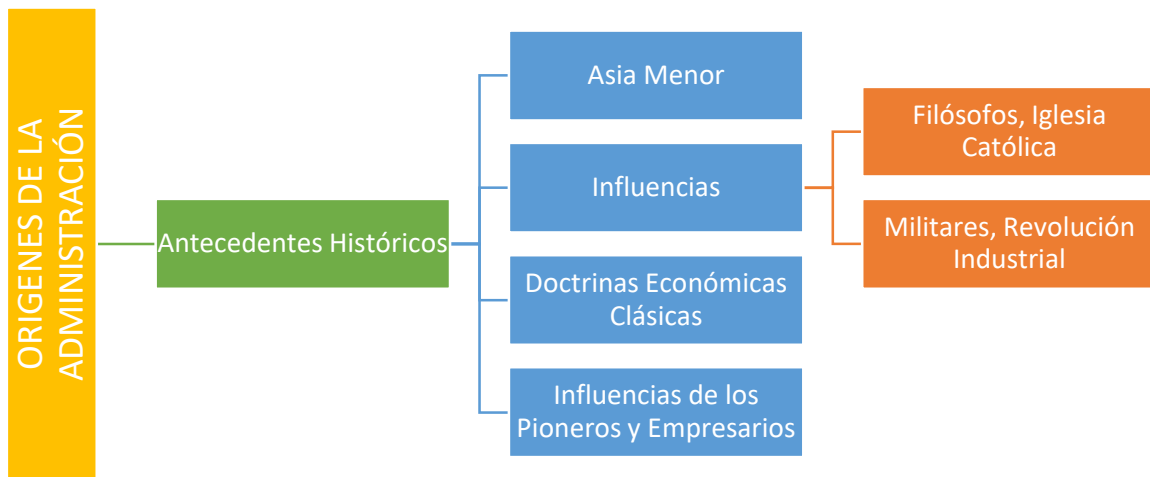 ORIGENES DE LA
ADMINISTRACIÓN
Antecedentes Históricos
Asia Menor
Influencias
Filósofos, Iglesia
Católica
Militares, Revolución
Industrial
Doctrinas Económicas
Clásicas
Influencias de los
Pioneros y Empresarios